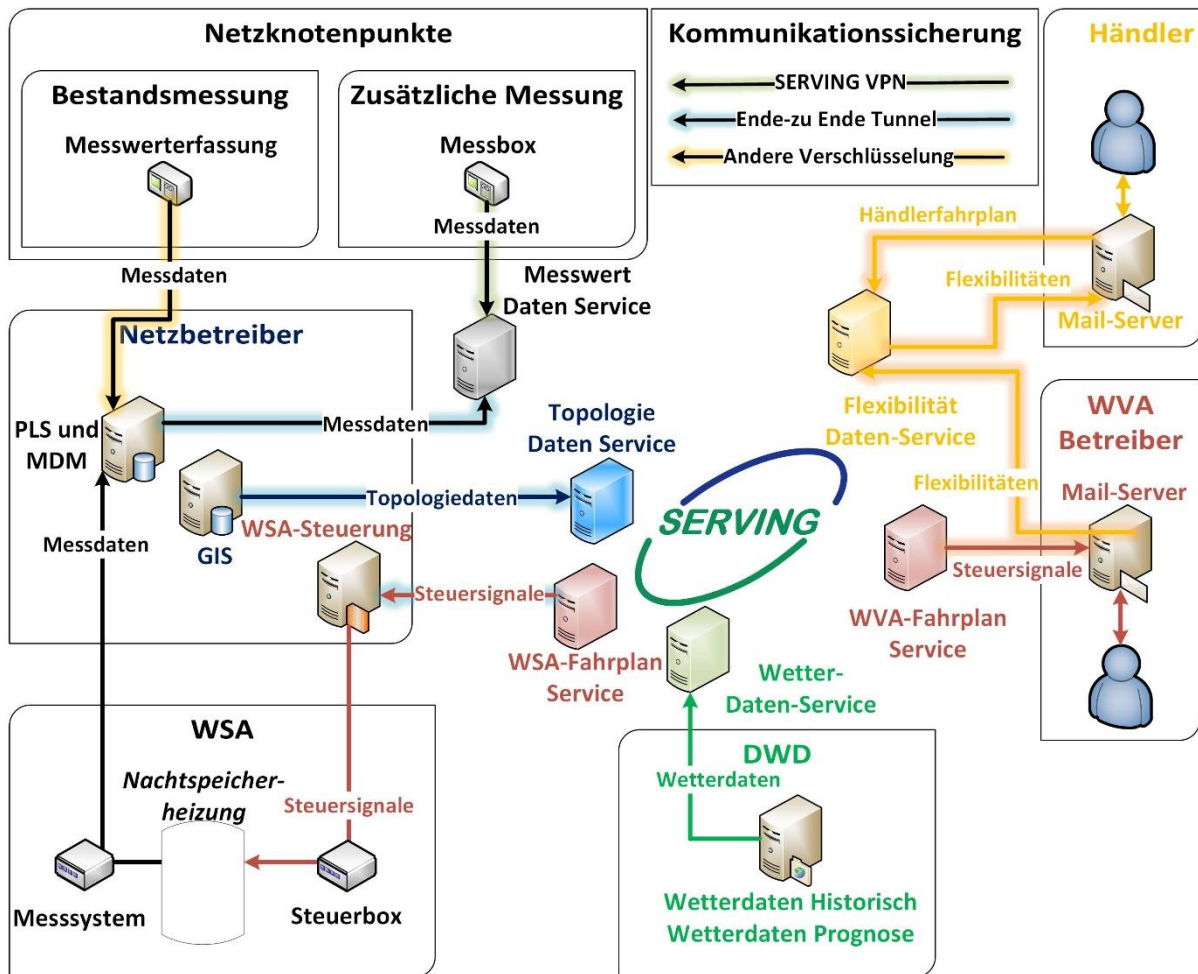 Netzknotenpunkte
Bestandsmessung
Messwerterfassung
Zusätzliche Messung
Messbox
Messdaten
Messdaten
Messwert
Daten Service
Kommunikationssicherung
SERVING VPN
Ende-zu Ende Tunnel
Andere Verschlüsselung
Händler
Händlerfahrplan
Flexibilitäten
Mail-Server
Flexibilität
Daten-Service
Netzbetreiber
PLS und
MDM
Messdaten
Topologie
Daten Service
Topologiedaten
GIS
WSA-Steuerung
Messdaten
Steuersignale
WSA-Fahrplan
Service
SERVING
WVA
Betreiber
Flexibilitäten
Mail-Server
Steuersignale
WVA-Fahrplan
Service
Wetter-
Daten-Service
WSA
Nachtspeicher-
heizung
Steuersignale
Messsystem
Steuerbox
DWD
Wetterdaten
Wetterdaten Historisch
Wetterdaten Prognose